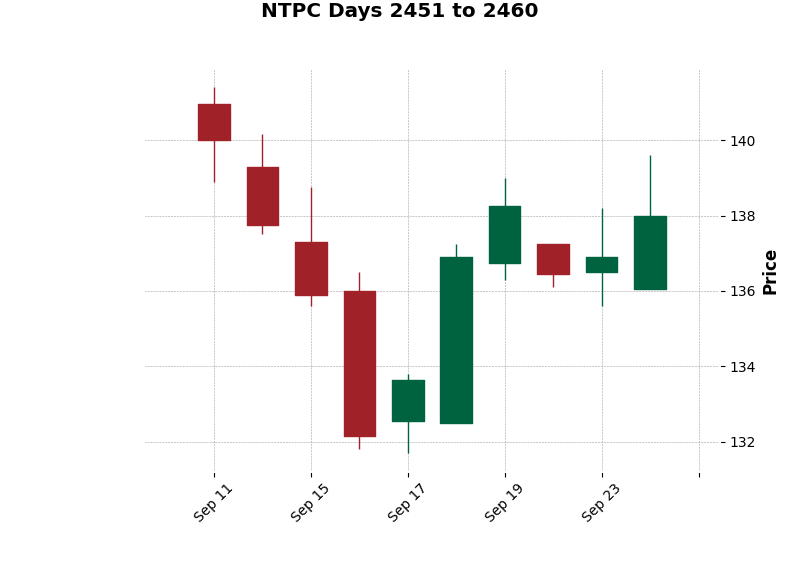 NTPC Days 2451 to 2460
140
138
136
134
132
Price
Sep 11
Sep 15
Sep 17
Sep 19
Sep 23